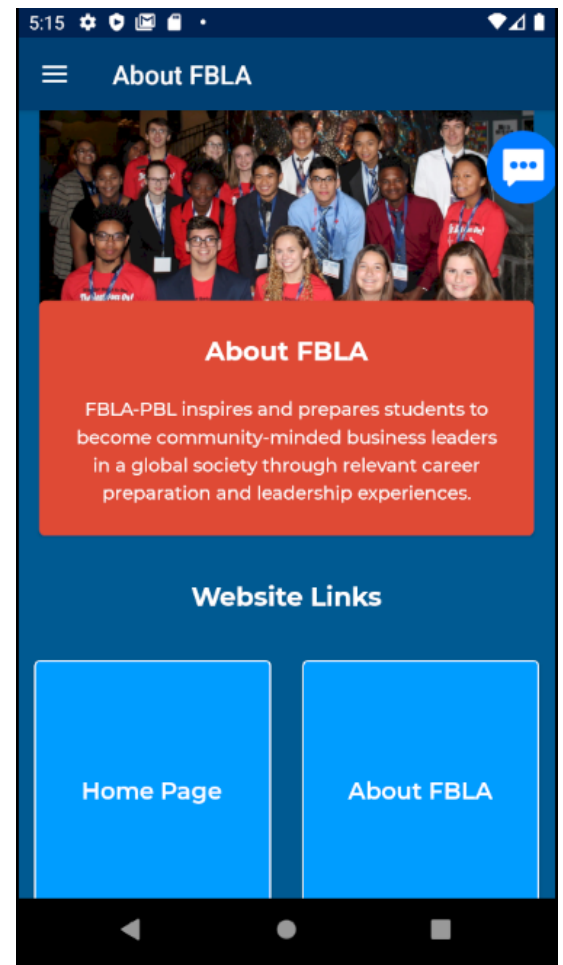 5:15
About FBLA
About FBLA
FBLA-PBL inspires and prepares students to
become community-minded business leaders
in a global society through relevant career
preparation and leadership experiences.
Website Links
Home Page
About FBLA